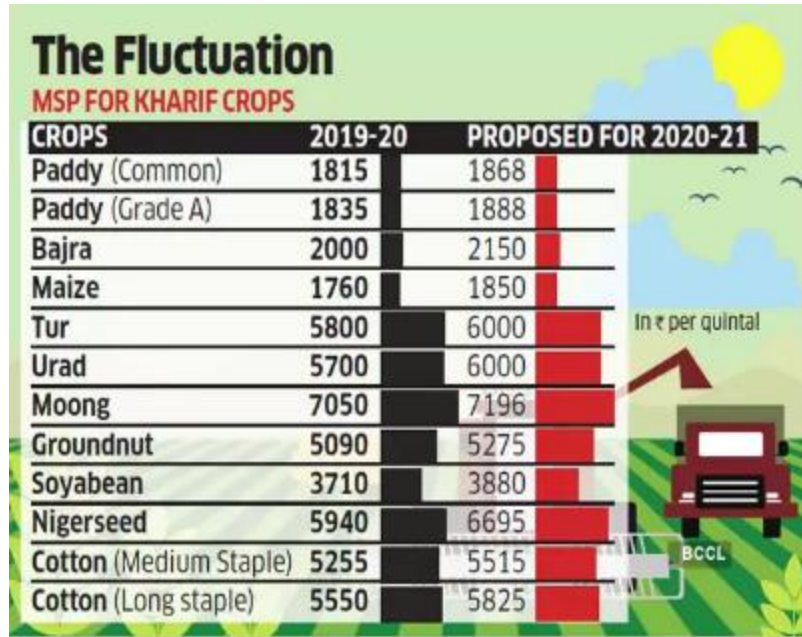 The Fluctuation
MSP FOR KHARIF CROPS
CROPS 2019-20 PROPOSED FOR 2020-21
Paddy (Common) 1815 1868
Paddy (Grade A) 1835 1888
Bajra 2000 2150
Maize 1760 1850
Tur 5800 6000
In ₹ per quintal
Urad 5700 6000
Moong 7050 7196
Groundnut 5090 5275
Soyabean 3710 3880
Nigerseed 5940 6695
Cotton (Medium Staple) 5255 5515
BCCL
Cotton (Long staple) 5550 5825